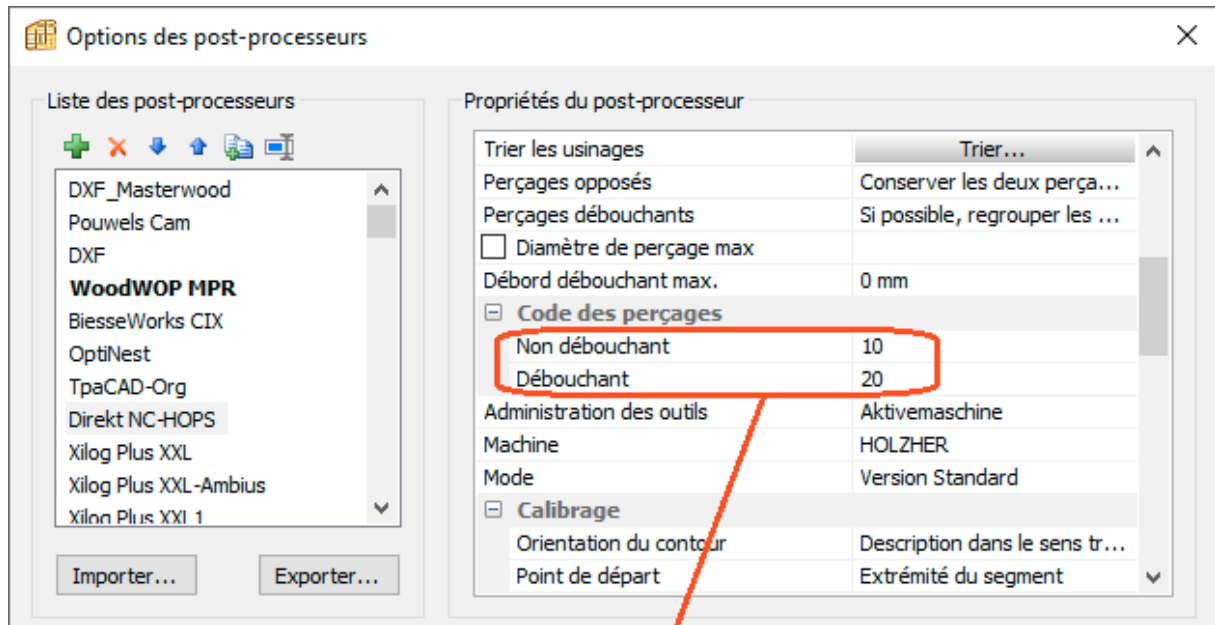 Options des post-processeurs
Liste des post-processeurs
DXF_Masterwood
Pouwels Cam
DXF
WoodWOP MPR
BiesseWorks CIX
OptiNest
TpaCAD-Org
Direkt NC-HOPS
Xilog Plus XXL
Xilog Plus XXL-Ambius
Xilog Plus XXL1
Importer...
Exporter...
Propriétés du post-processeur
Trier les usinages Trier...
Perçages opposés Conserver les deux perça...
Perçages débouchants Si possible, regrouper les ...
Diamètre de perçage max
Débord débouchant max. 0 mm
Code des perçages
Non débouchant 10
Débouchant 20
Administration des outils Aktivemaschine
Machine HOLZHER
Mode Version Standard
Calibrage
Orientation du contour Description dans le sens tr...
Point de départ Extrémité du segment